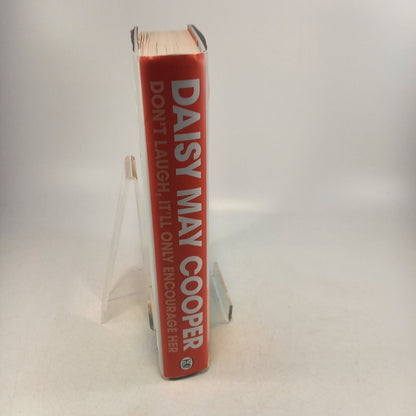 DAISY MAY COOPER
DON'T LAUGH, IT'LL ONLY ENCOURAGE HER